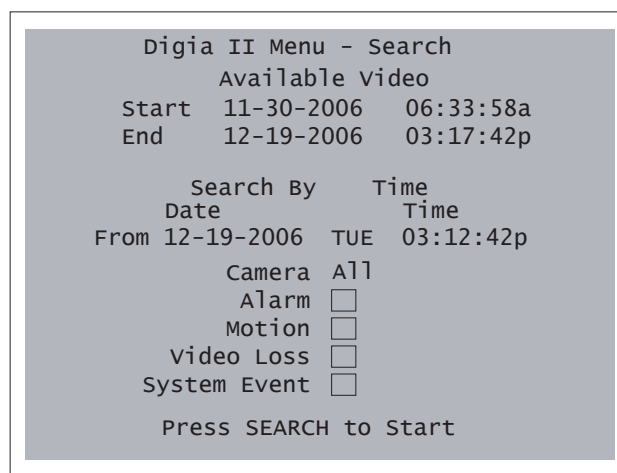 Digia II Menu - Search
Available Video
Start 11-30-2006 06:33:58a
End 12-19-2006 03:17:42p
Search By Time
Date Time
From 12-19-2006 TUE 03:12:42p
Camera All
Alarm
Motion
Video Loss
System Event
Press SEARCH to Start